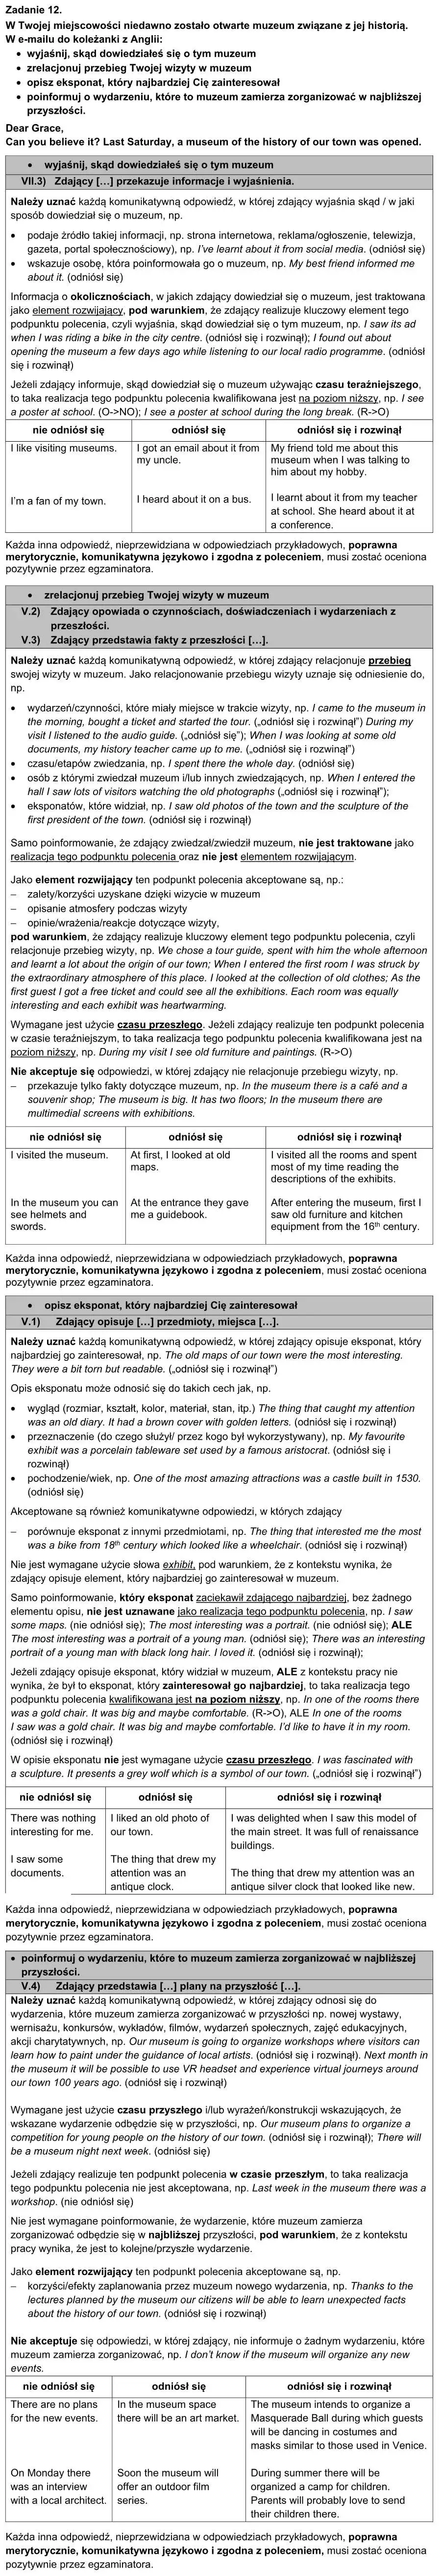 Zadanie 12.
W Twojej miejscowości niedawno zostało otwarte muzeum związane z jej historią.
W e-mailu do koleżanki z Anglii:
• wyjaśnij, skąd dowiedziałeś się o tym muzeum
• zrelacjonuj przebieg Twojej wizyty w muzeum
• opisz eksponat, który najbardziej Cię zainteresował
• poinformuj o wydarzeniu, które to muzeum zamierza zorganizować w najbliższej
przyszłości.
Dear Grace,
Can you believe it? Last Saturday, a museum of the history of our town was opened.
• wyjaśnij, skąd dowiedziałeś się o tym muzeum
VII.3) Zdający […] przekazuje informacje i wyjaśnienia.
Należy uznać każdą komunikatywną odpowiedź, w której zdający wyjaśnia skąd / w jaki
sposób dowiedział się o muzeum, np.
• podaje źródło takiej informacji, np. strona internetowa, reklama/ogłoszenie, telewizja,
gazeta, portal społecznościowy), np. I've learnt about it from social media. (odniósł się)
• wskazuje osobę, która poinformowała go o muzeum, np. My best friend informed me
about it. (odniósł się)
Informacja o okolicznościach, w jakich zdający dowiedział się o muzeum, jest traktowana
jako element rozwijający, pod warunkiem, że zdający realizuje kluczowy element tego
podpunktu polecenia, czyli wyjaśnia, skąd dowiedział się o tym muzeum, np. I saw its ad
when I was riding a bike in the city centre. (odniósł się i rozwinął); I found out about
opening the museum a few days ago while listening to our local radio programme. (odniósł
się i rozwinął)
Jeżeli zdający informuje, skąd dowiedział się o muzeum używając czasu teraźniejszego,
to taka realizacja tego podpunktu polecenia kwalifikowana jest na poziom niższy, np. I see
a poster at school. (O->NO); I see a poster at school during the long break. (R->O)
nie odniósł się odniósł się odniósł się i rozwinął
I like visiting museums. I got an email about it from My friend told me about this
my uncle. museum when I was talking to
him about my hobby.
I'm a fan of my town. I heard about it on a bus. I learnt about it from my teacher
at school. She heard about it at
a conference.
Każda inna odpowiedź, nieprzewidziana w odpowiedziach przykładowych, poprawna
merytorycznie, komunikatywna językowo i zgodna z poleceniem, musi zostać oceniona
pozytywnie przez egzaminatora.
• zrelacjonuj przebieg Twojej wizyty w muzeum
V.2) Zdający opowiada o czynnościach, doświadczeniach i wydarzeniach z
przeszłości.
V.3) Zdający przedstawia fakty z przeszłości […].
Należy uznać każdą komunikatywną odpowiedź, w której zdający relacjonuje przebieg
swojej wizyty w muzeum. Jako relacjonowanie przebiegu wizyty uznaje się odniesienie do,
np.
• wydarzeń/czynności, które miały miejsce w trakcie wizyty, np. I came to the museum in
the morning, bought a ticket and started the tour. („odniósł się i rozwinął”) During my
visit I listened to the audio guide. („odniósł się”); When I was looking at some old
documents, my history teacher came up to me. („odniósł się i rozwinął”)
• czasu/etapów zwiedzania, np. I spent there the whole day. (odniósł się)
• osób z którymi zwiedzał muzeum i/lub innych zwiedzających, np. When I entered the
hall I saw lots of visitors watching the old photographs („odniósł się i rozwinął”);
• eksponatów, które widział, np. I saw old photos of the town and the sculpture of the
first president of the town. (odniósł się i rozwinął)
Samo poinformowanie, że zdający zwiedzał/zwiedził muzeum, nie jest traktowane jako
realizacja tego podpunktu polecenia oraz nie jest elementem rozwijającym.
Jako element rozwijający ten podpunkt polecenia akceptowane są, np.:
– zalety/korzyści uzyskane dzięki wizycie w muzeum
– opisanie atmosfery podczas wizyty
– opinie/wrażenia/reakcje dotyczące wizyty,
pod warunkiem, że zdający realizuje kluczowy element tego podpunktu polecenia, czyli
relacjonuje przebieg wizyty, np. We chose a tour guide, spent with him the whole afternoon
and learnt a lot about the origin of our town; When I entered the first room I was struck by
the extraordinary atmosphere of this place. I looked at the collection of old clothes; As the
first guest I got a free ticket and could see all the exhibitions. Each room was equally
interesting and each exhibit was heartwarming.
Wymagane jest użycie czasu przeszłego. Jeżeli zdający realizuje ten podpunkt polecenia
w czasie teraźniejszym, to taka realizacja tego podpunktu polecenia kwalifikowana jest na
poziom niższy, np. During my visit I see old furniture and paintings. (R->O)
Nie akceptuje się odpowiedzi, w której zdający nie relacjonuje przebiegu wizyty, np.
– przekazuje tylko fakty dotyczące muzeum, np. In the museum there is a café and a
souvenir shop; The museum is big. It has two floors; In the museum there are
multimedial screens with exhibitions.
nie odniósł się odniósł się odniósł się i rozwinął
I visited the museum. At first, I looked at old I visited all the rooms and spent
maps. most of my time reading the
descriptions of the exhibits.
In the museum you can At the entrance they gave After entering the museum, first I
see helmets and me a guidebook. saw old furniture and kitchen
swords. equipment from the 16th century.
Każda inna odpowiedź, nieprzewidziana w odpowiedziach przykładowych, poprawna
merytorycznie, komunikatywna językowo i zgodna z poleceniem, musi zostać oceniona
pozytywnie przez egzaminatora.
• opisz eksponat, który najbardziej Cię zainteresował
V.1) Zdający opisuje […] przedmioty, miejsca […].
Należy uznać każdą komunikatywną odpowiedź, w której zdający opisuje eksponat, który
najbardziej go zainteresował, np. The old maps of our town were the most interesting.
They were a bit torn but readable. („odniósł się i rozwinął”)
Opis eksponatu może odnosić się do takich cech jak, np.
• wygląd (rozmiar, kształt, kolor, materiał, stan, itp.) The thing that caught my attention
was an old diary. It had a brown cover with golden letters. (odniósł się i rozwinął)
• przeznaczenie (do czego służył/ przez kogo był wykorzystywany), np. My favourite
exhibit was a porcelain tableware set used by a famous aristocrat. (odniósł się i
rozwinął)
• pochodzenie/wiek, np. One of the most amazing attractions was a castle built in 1530.
(odniósł się)
Akceptowane są również komunikatywne odpowiedzi, w których zdający
– porównuje eksponat z innymi przedmiotami, np. The thing that interested me the most
was a bike from 18th century which looked like a wheelchair. (odniósł się i rozwinął)
Nie jest wymagane użycie słowa exhibit, pod warunkiem, że z kontekstu wynika, że
zdający opisuje element, który najbardziej go zainteresował w muzeum.
Samo poinformowanie, który eksponat zaciekawił zdającego najbardziej, bez żadnego
elementu opisu, nie jest uznawane jako realizacja tego podpunktu polecenia, np. I saw
some maps. (nie odniósł się); The most interesting was a portrait. (nie odniósł się); ALE
The most interesting was a portrait of a young man. (odniósł się); There was an interesting
portrait of a young man with black long hair. I loved it. (odniósł się i rozwinął);
Jeżeli zdający opisuje eksponat, który widział w muzeum, ALE z kontekstu pracy nie
wynika, że był to eksponat, który zainteresował go najbardziej, to taka realizacja tego
podpunktu polecenia kwalifikowana jest na poziom niższy, np. In one of the rooms there
was a gold chair. It was big and maybe comfortable. (R->O), ALE In one of the rooms
I saw was a gold chair. It was big and maybe comfortable. I'd like to have it in my room.
(odniósł się i rozwinął)
W opisie eksponatu nie jest wymagane użycie czasu przeszłego. I was fascinated with
a sculpture. It presents a grey wolf which is a symbol of our town. („odniósł się i rozwinął”)
nie odniósł się odniósł się odniósł się i rozwinął
There was nothing I liked an old photo of I was delighted when I saw this model of
interesting for me. our town. the main street. It was full of renaissance
buildings.
I saw some The thing that drew my
documents. attention was an The thing that drew my attention was an
antique clock. antique silver clock that looked like new.
Każda inna odpowiedź, nieprzewidziana w odpowiedziach przykładowych, poprawna
merytorycznie, komunikatywna językowo i zgodna z poleceniem, musi zostać oceniona
pozytywnie przez egzaminatora.
• poinformuj o wydarzeniu, które to muzeum zamierza zorganizować w najbliższej
przyszłości.
V.4) Zdający przedstawia […] plany na przyszłość […].
Należy uznać każdą komunikatywną odpowiedź, w której zdający odnosi się do
wydarzenia, które muzeum zamierza zorganizować w przyszłości np. nowej wystawy,
wernisażu, konkursów, wykładów, filmów, wydarzeń społecznych, zajęć edukacyjnych,
akcji charytatywnych, np. Our museum is going to organize workshops where visitors can
learn how to paint under the guidance of local artists. (odniósł się i rozwinął). Next month in
the museum it will be possible to use VR headset and experience virtual journeys around
our town 100 years ago. (odniósł się i rozwinął)
Wymagane jest użycie czasu przyszłego i/lub wyrażeń/konstrukcji wskazujących, że
wskazane wydarzenie odbędzie się w przyszłości, np. Our museum plans to organize a
competition for young people on the history of our town. (odniósł się i rozwinął); There will
be a museum night next week. (odniósł się)
Jeżeli zdający realizuje ten podpunkt polecenia w czasie przeszłym, to taka realizacja
tego podpunktu polecenia nie jest akceptowana, np. Last week in the museum there was a
workshop. (nie odniósł się)
Nie jest wymagane poinformowanie, że wydarzenie, które muzeum zamierza
zorganizować odbędzie się w najbliższej przyszłości, pod warunkiem, że z kontekstu
pracy wynika, że jest to kolejne/przyszłe wydarzenie.
Jako element rozwijający ten podpunkt polecenia akceptowane są, np.
– korzyści/efekty zaplanowania przez muzeum nowego wydarzenia, np. Thanks to the
lectures planned by the museum our citizens will be able to learn unexpected facts
about the history of our town. (odniósł się i rozwinął)
Nie akceptuje się odpowiedzi, w której zdający, nie informuje o żadnym wydarzeniu, które
muzeum zamierza zorganizować, np. I don't know if the museum will organize any new
events.
nie odniósł się odniósł się odniósł się i rozwinął
There are no plans In the museum space The museum intends to organize a
for the new events. there will be an art market. Masquerade Ball during which guests
will be dancing in costumes and
masks similar to those used in Venice.
On Monday there Soon the museum will During summer there will be
was an interview offer an outdoor film organized a camp for children.
with a local architect. series. Parents will probably love to send
their children there.
Każda inna odpowiedź, nieprzewidziana w odpowiedziach przykładowych, poprawna
merytorycznie, komunikatywna językowo i zgodna z poleceniem, musi zostać oceniona
pozytywnie przez egzaminatora.